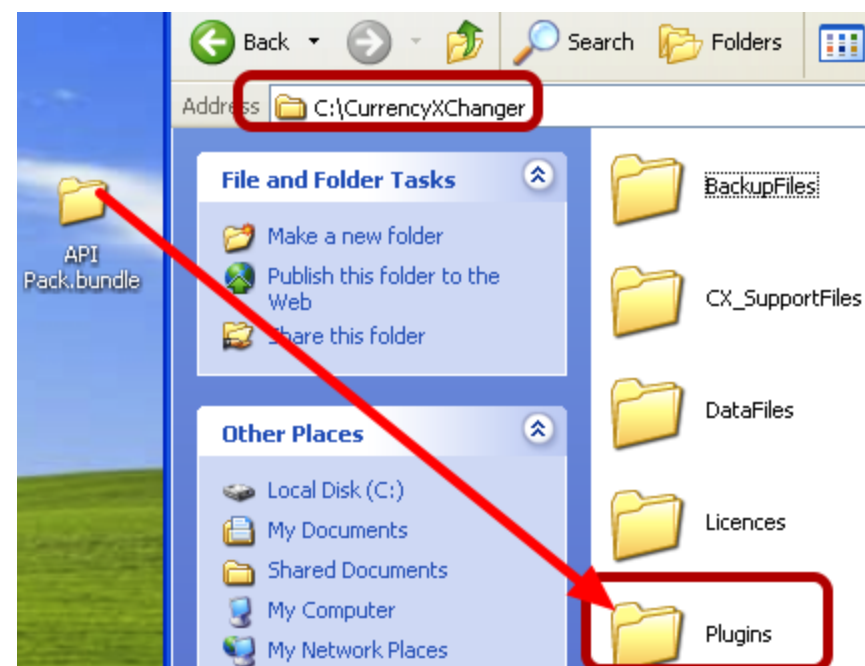 Back
Search
Folders
Address
C:\CurrencyXChanger
File and Folder Tasks
Make a new folder
Publish this folder to the
Web
Share this folder
Other Places
Local Disk (C:)
My Documents
Shared Documents
My Computer
My Network Places
API
Pack.bundle
BackupFiles
CX_SupportFiles
DataFiles
Licences
Plugins